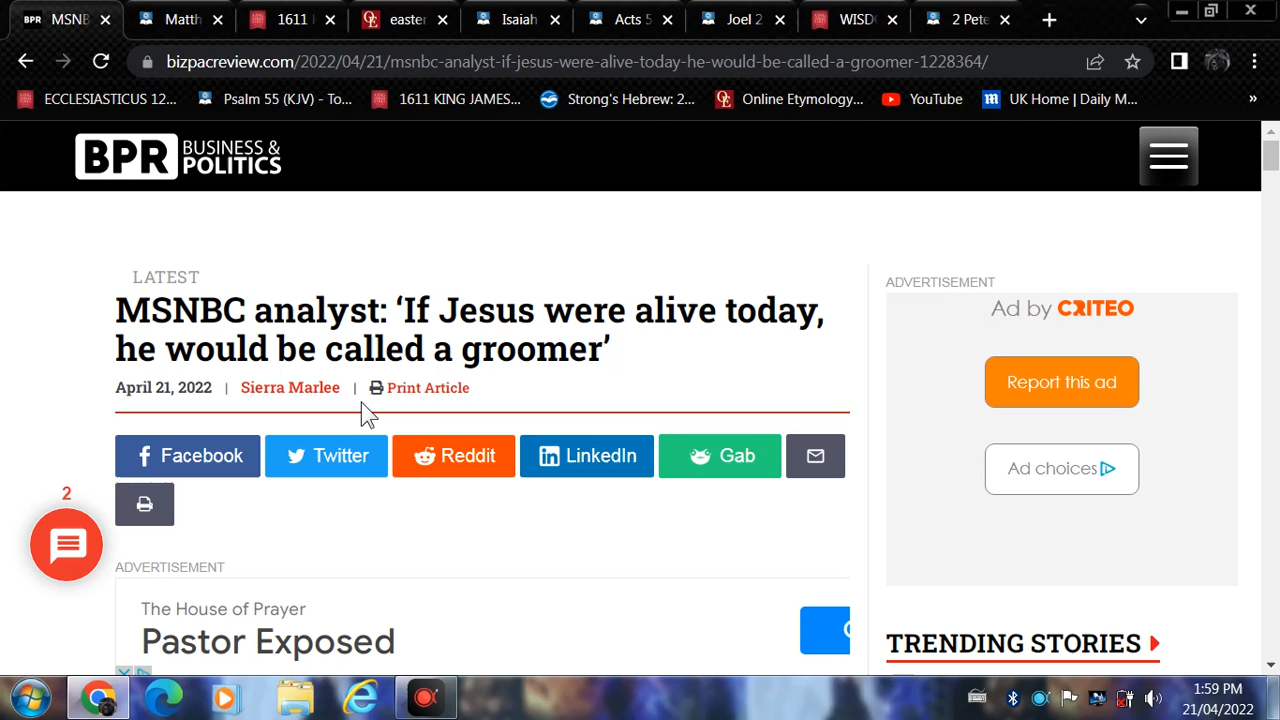 MSNB
Matth
1611
easter
Isaiah
Acts 5
Joel 2
WISDO
2 Pete
bizpacreview.com/2022/04/21/msnbc-analyst-if-jesus-were-alive-today-he-would-be-called-a-groomer-1228364/
ECCLESIASTICUS 12...
Psalm 55 (KJV) - To...
1611 KING JAMES...
Strong's Hebrew: 2...
Online Etymology...
YouTube
UK Home | Daily M...
BPR BUSINESS &
POLITICS
LATEST
MSNBC analyst: ‘If Jesus were alive today,
he would be called a groomer’
April 21, 2022 | Sierra Marlee | Print Article
Facebook
Twitter
Reddit
LinkedIn
Gab
2
ADVERTISEMENT
The House of Prayer
Pastor Exposed
ADVERTISEMENT
Ad by CRITEO
Report this ad
Ad choices
TRENDING STORIES
1:59 PM
21/04/2022